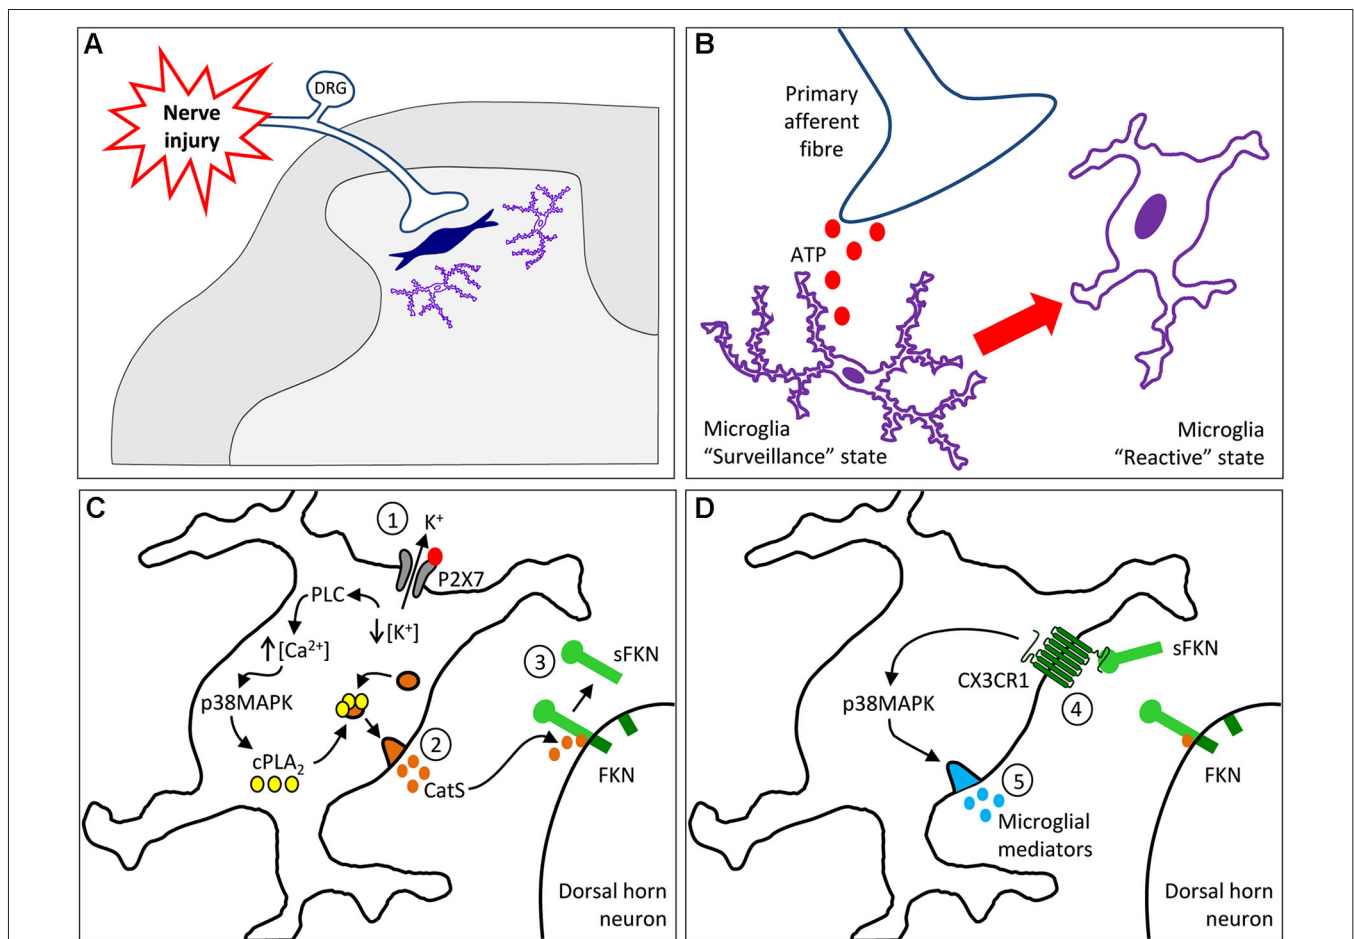 A
DRG
Nerve
injury
B
Primary
afferent
fibre
ATP
Microglia
“Surveillance” state
Microglia
“Reactive” state
C
1
K⁺
P2X7
PLC
↓[K⁺]
↑[Ca²⁺]
p38MAPK
cPLA₂
2
CatS
3
sFKN
FKN
Dorsal horn
neuron
D
sFKN
CX3CR1
4
p38MAPK
5
Microglial
mediators
FKN
Dorsal horn
neuron